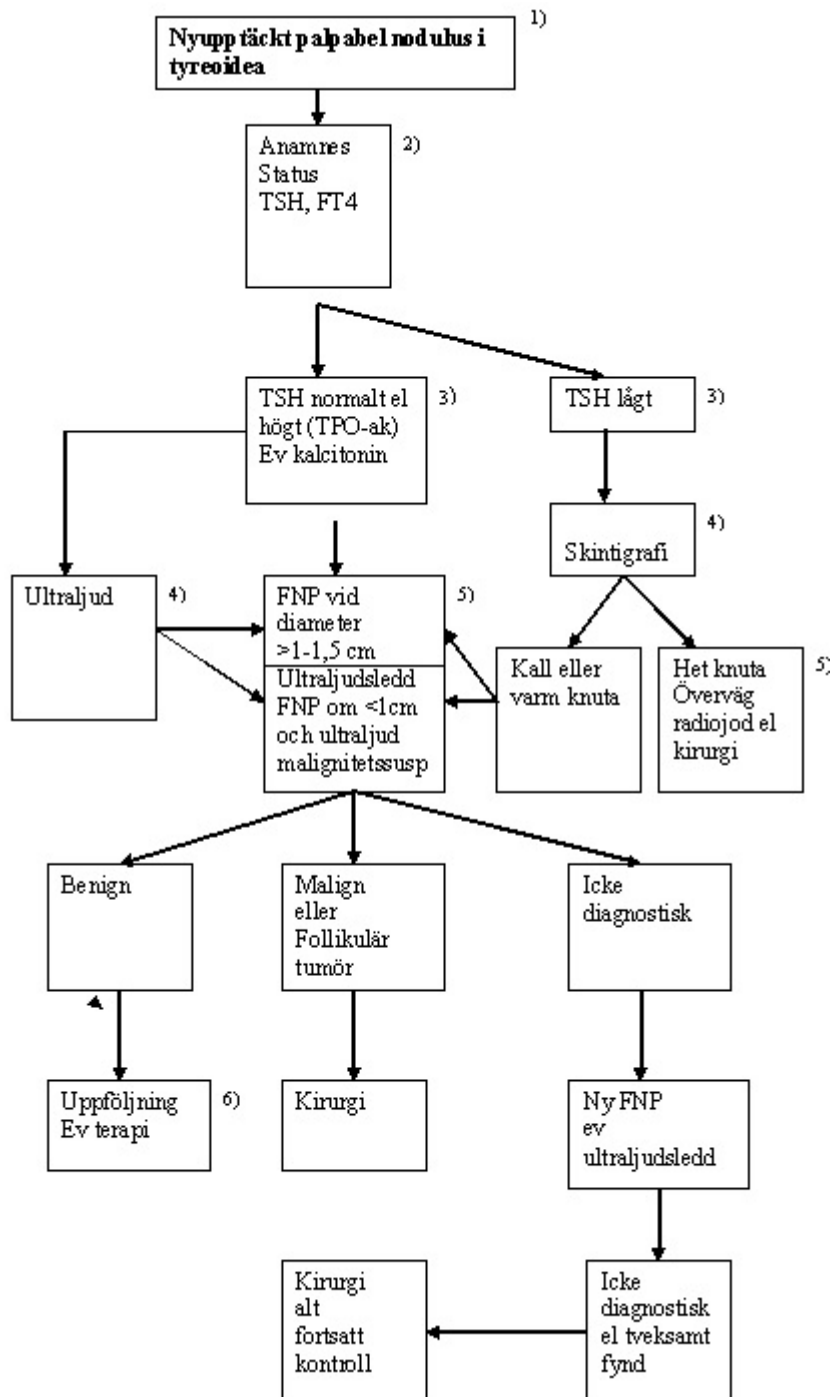 1)
Nyupptäckt palpabel nodulus i
tyreoidea
2)
Anamnes
Status
TSH, FT4
TSH normalt el
högt (TPO-ak)
Ev kalcitonin
3)
TSH lågt
3)
4)
Skintigrafi
Ultraljud
4)
FNP vid
diameter
>1-1,5 cm
5)
Ultraljudsledd
FNP om <1cm
och ultraljud
malignitetssusp
Kall eller
varm knuta
Het knuta
Överväg
radiojod el
kirurgi
5)
Benign
Malign
eller
Follikulär
tumör
Icke
diagnostisk
Uppföljning
Ev terapi
6)
Kirurgi
Ny FNP
ev
ultraljudsledd
Kirurgi
alt
fortsatt
kontroll
Icke
diagnostisk
el tveksamt
fynd